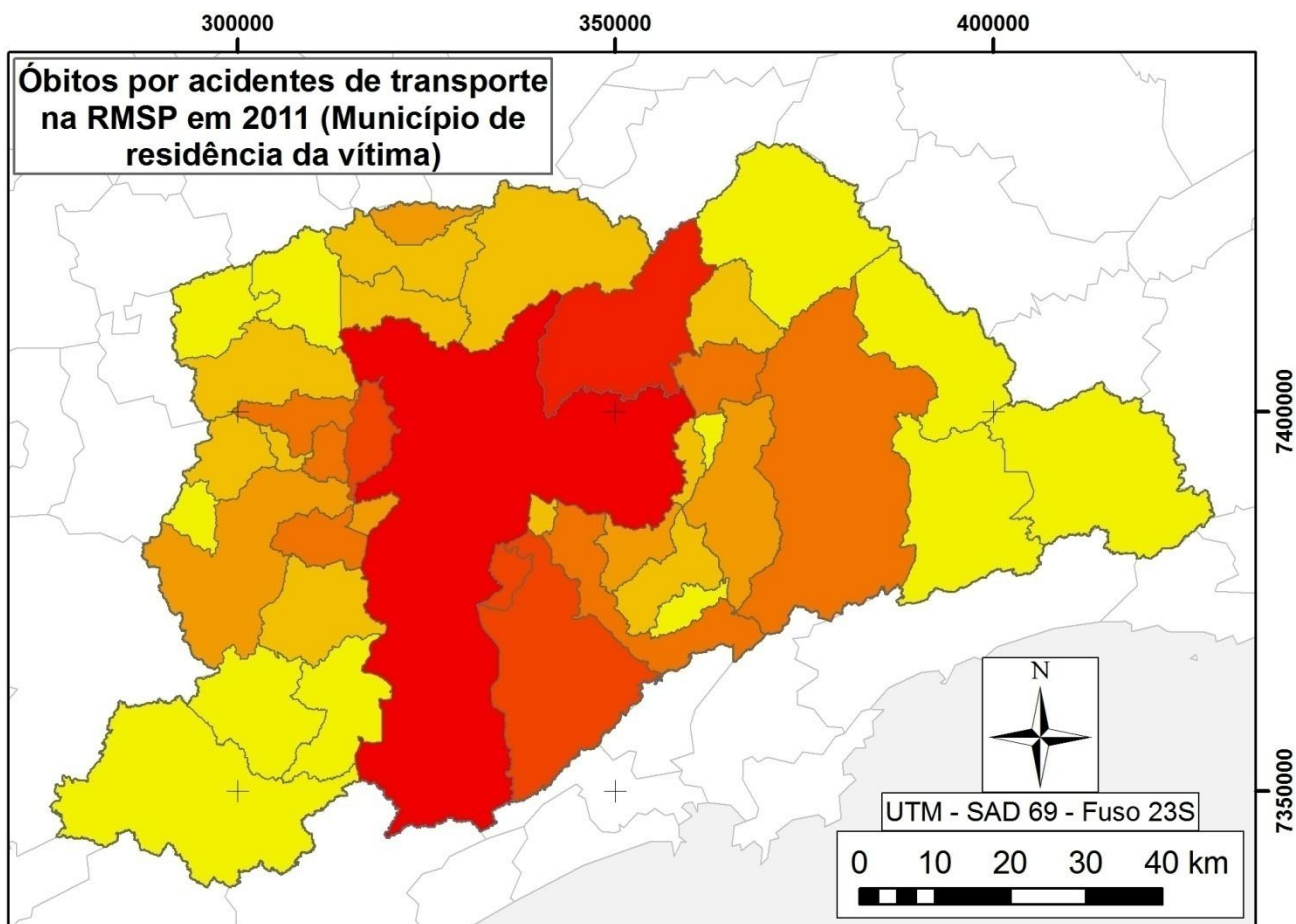 300000
350000
400000
Óbitos por acidentes de transporte
na RMSP em 2011 (Município de
residência da vítima)
7400000
N
7350000
UTM - SAD 69 - Fuso 23S
0 10 20 30 40 km